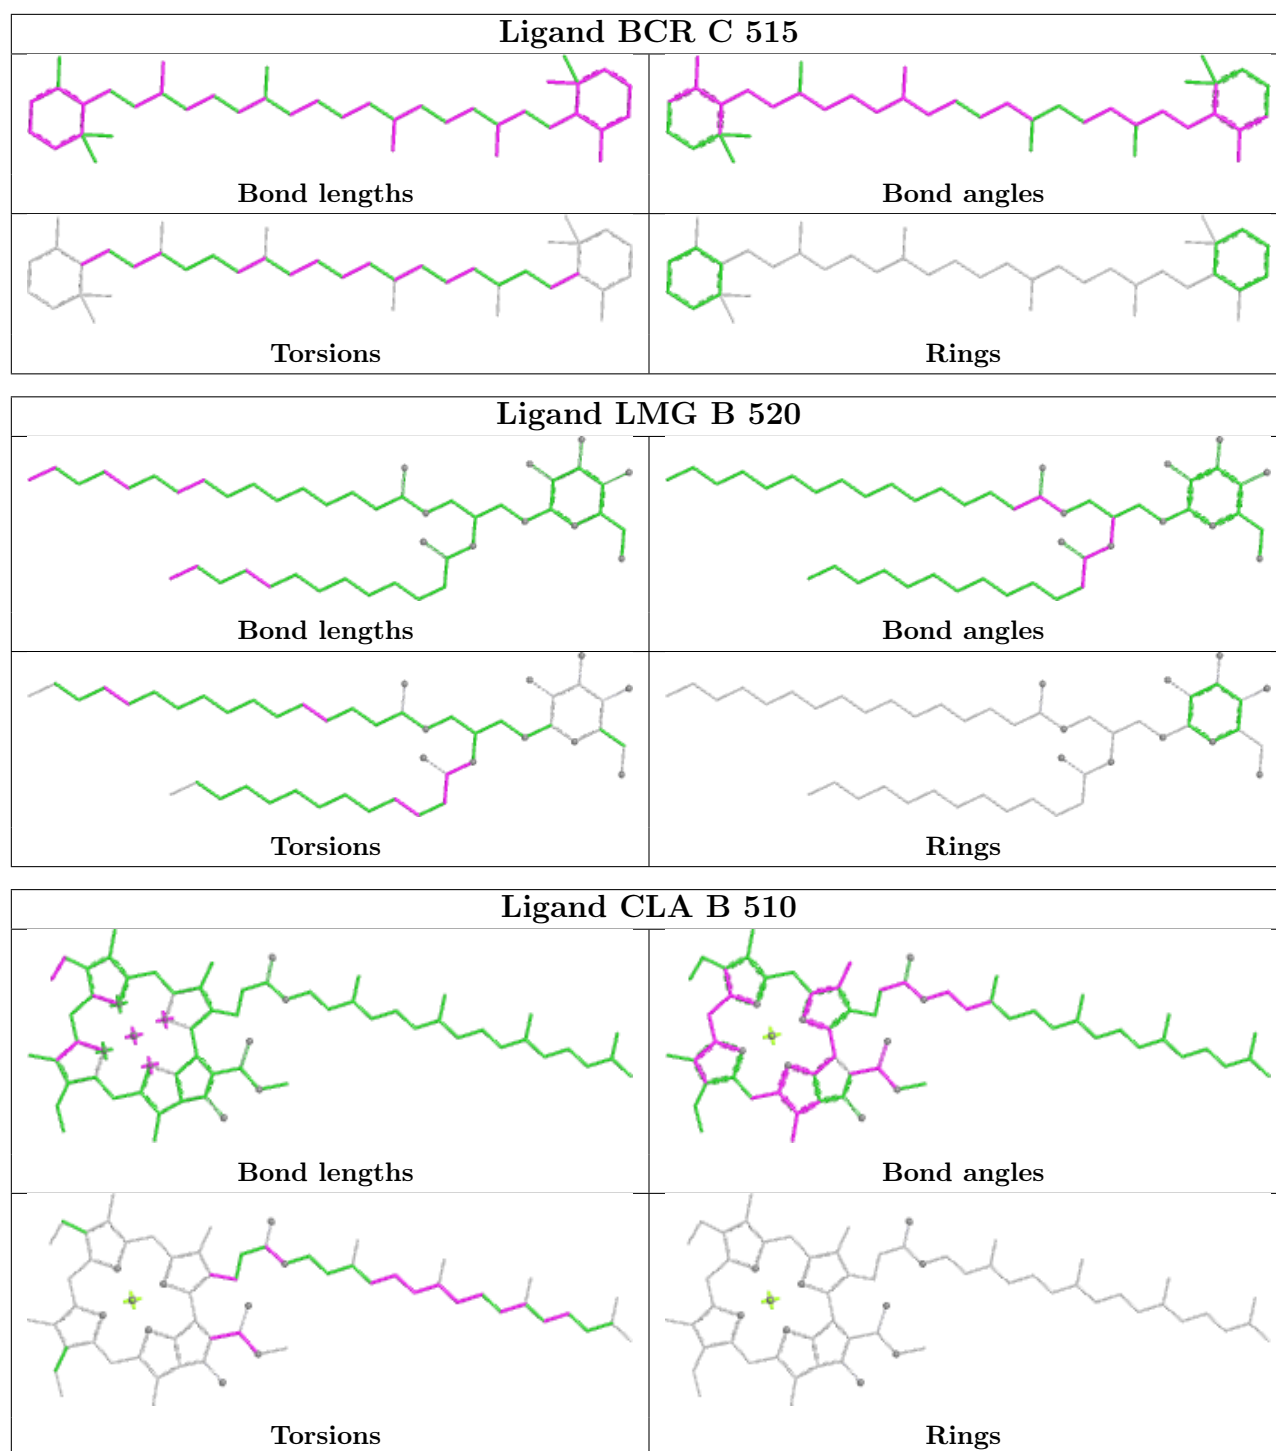 Ligand BCR C 515
Bond lengths
Bond angles
Torsions
Rings
Ligand LMG B 520
Bond lengths
Bond angles
Torsions
Rings
Ligand CLA B 510
Bond lengths
Bond angles
Torsions
Rings